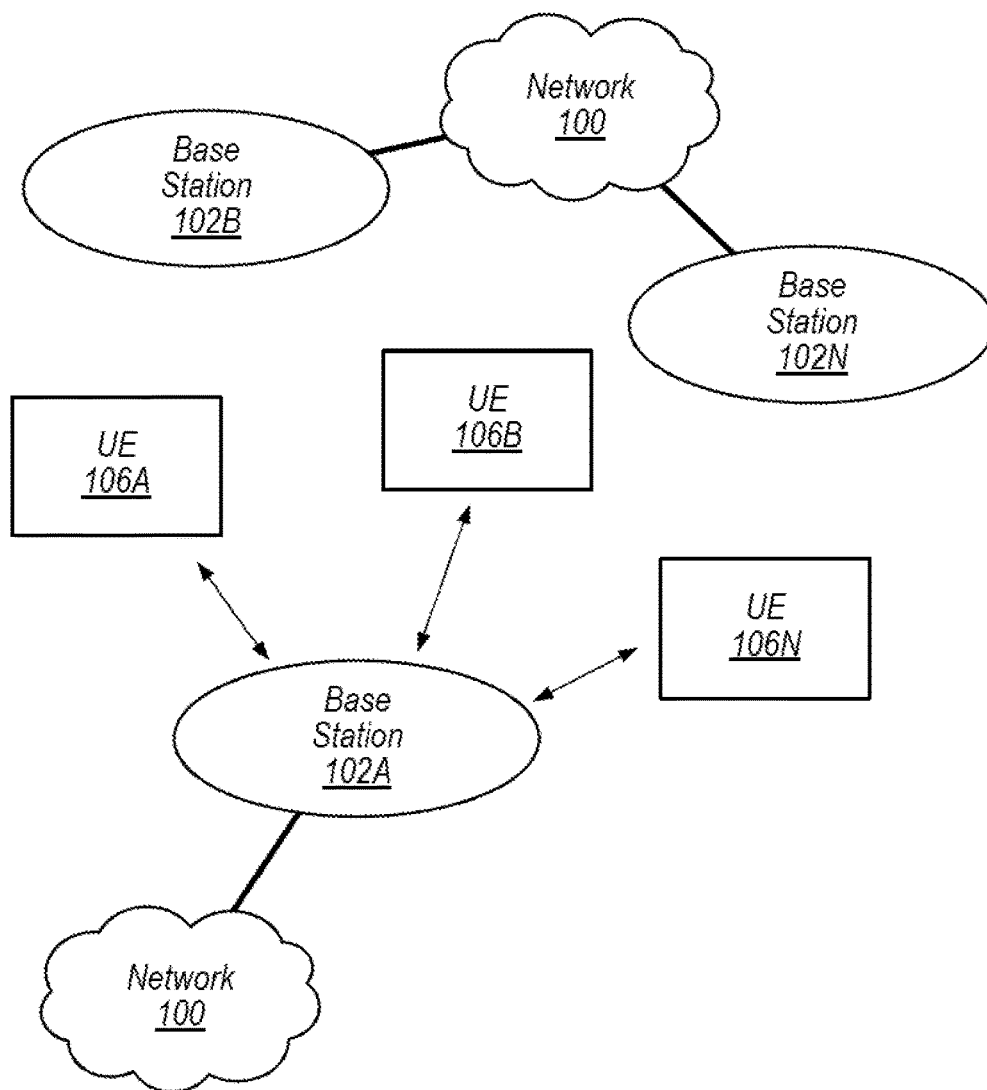 Network
100
Base
Station
102B
Base
Station
102N
UE
106B
UE
106A
UE
106N
Base
Station
102A
Network
100